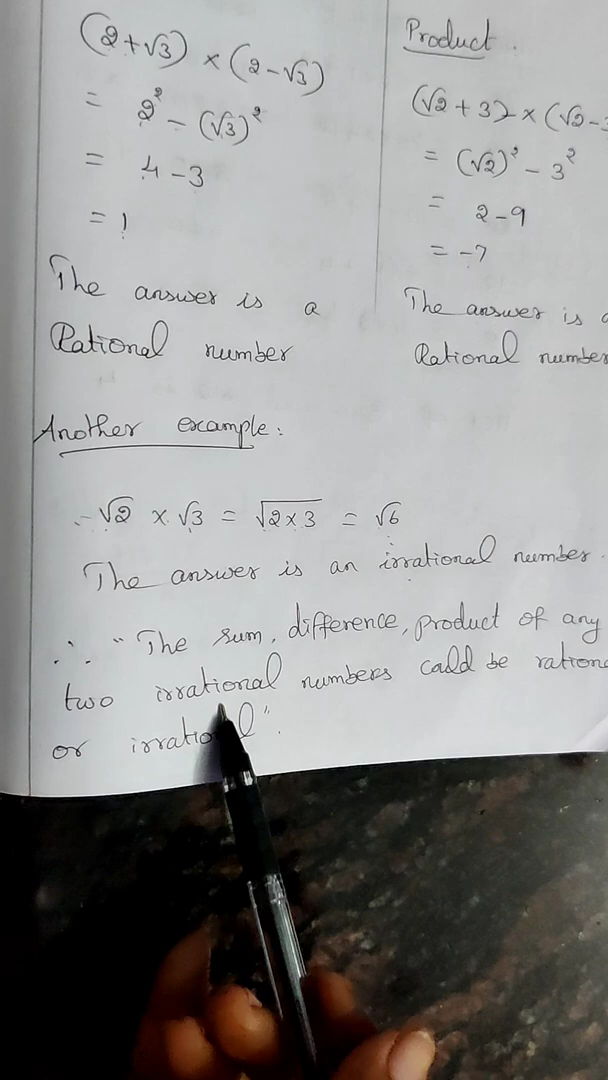 (2+√3) × (2-√3)
= 2² - (√3)²
= 4 - 3
= 1
The answer is a
Rational number
Product.
(√2 + 3) × (√2 - 3
= (√2)² - 3²
= 2 - 9
= -7
The answer is a
Rational number
Another example:
√2 × √3 = √2×3 = √6
The answer is an irrational number.
∴ "The sum, difference, product of any
two irrational numbers could be rationa
or irrational".